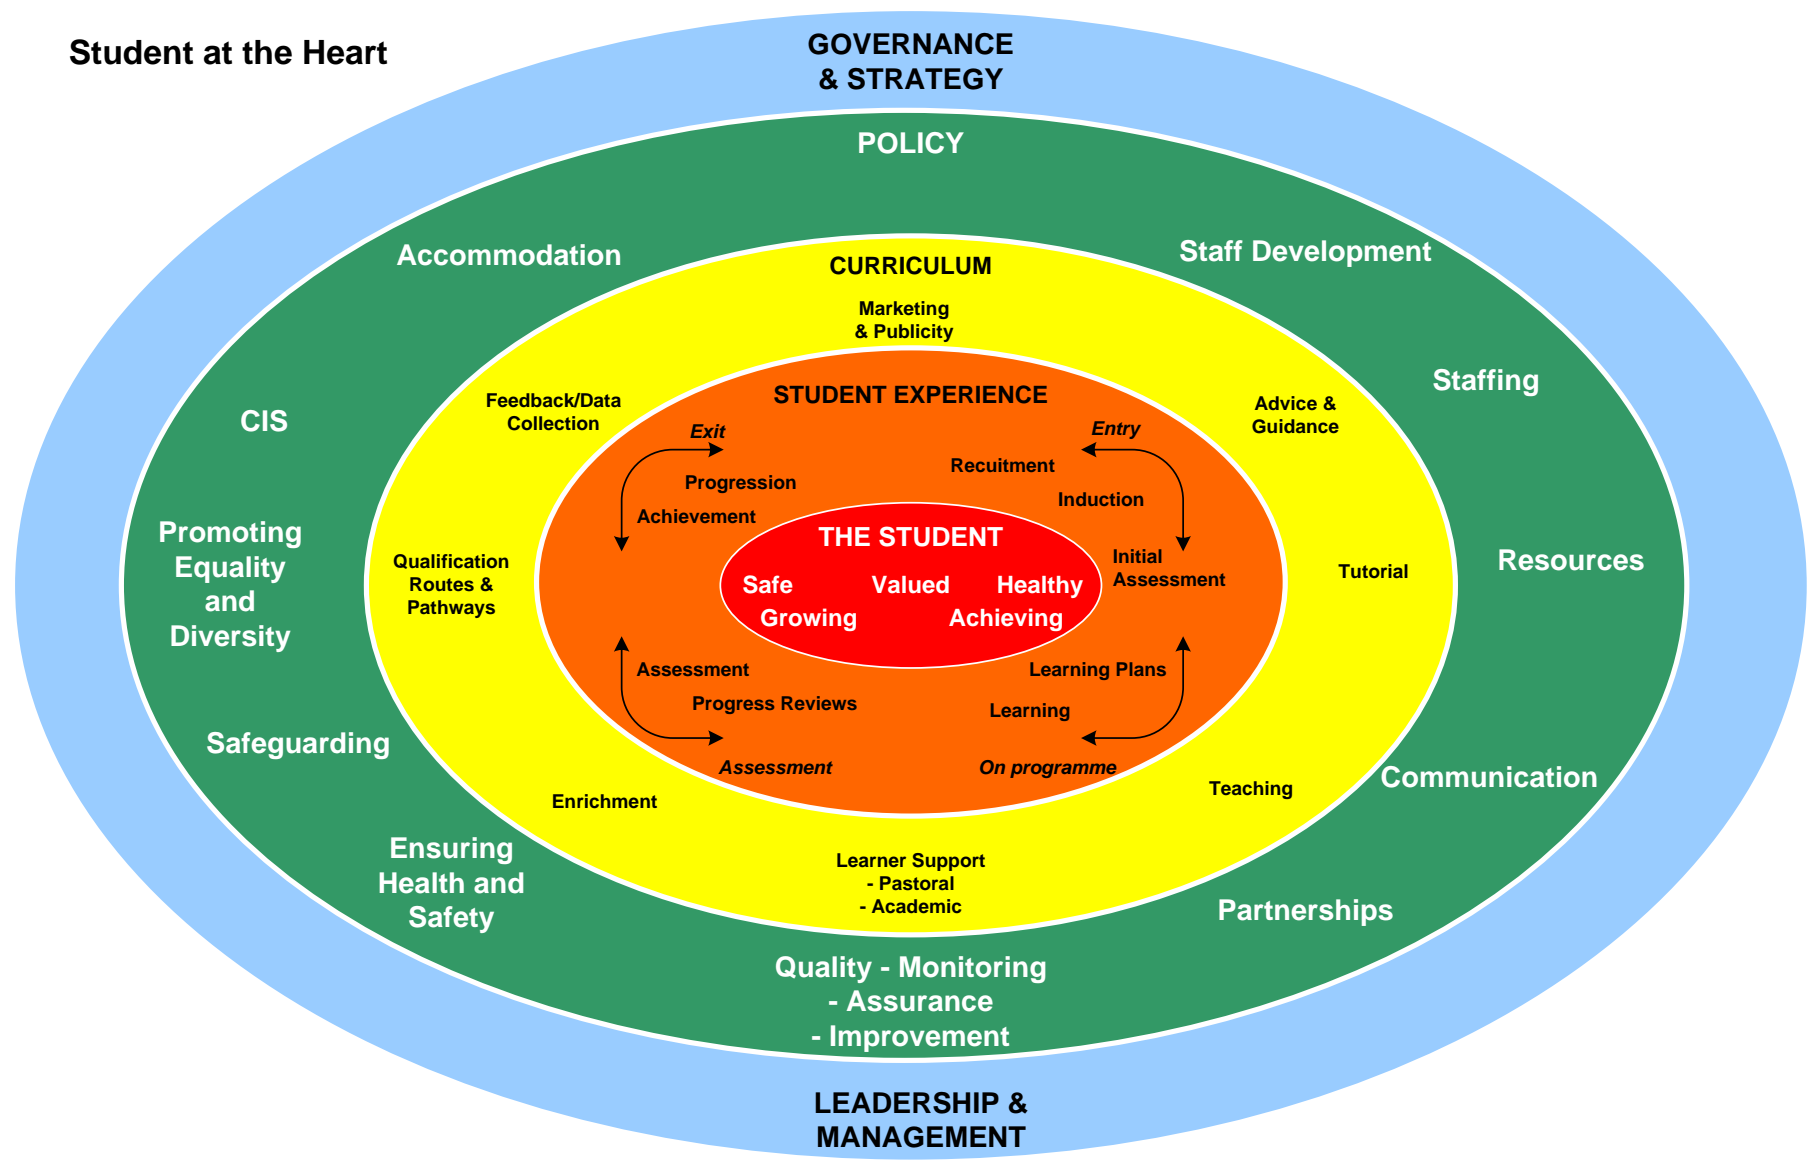 Student at the Heart
GOVERNANCE
& STRATEGY
POLICY
Accommodation
Staff Development
CURRICULUM
Marketing
& Publicity
Staffing
CIS
Feedback/Data
Collection
STUDENT EXPERIENCE
Advice &
Guidance
Exit
Entry
Progression
Achievement
Recuitment
Induction
Promoting
Equality
and
Diversity
Qualification
Routes &
Pathways
THE STUDENT
Safe Valued Healthy
Growing Achieving
Initial
Assessment
Tutorial
Resources
Assessment
Progress Reviews
Assessment
Learning Plans
Learning
On programme
Safeguarding
Enrichment
Teaching
Communication
Ensuring
Health and
Safety
Learner Support
- Pastoral
- Academic
Partnerships
Quality - Monitoring
- Assurance
- Improvement
LEADERSHIP &
MANAGEMENT